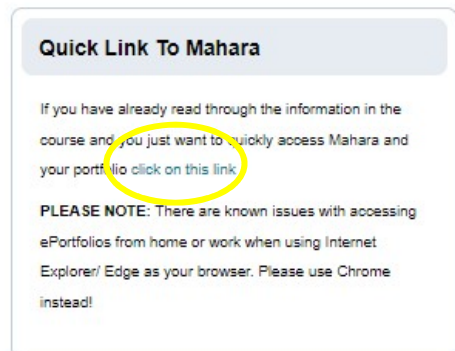 Quick Link To Mahara
If you have already read through the information in the
course and you just want to quickly access Mahara and
your portfolio click on this link
PLEASE NOTE: There are known issues with accessing
ePortfolios from home or work when using Internet
Explorer/ Edge as your browser. Please use Chrome
instead!